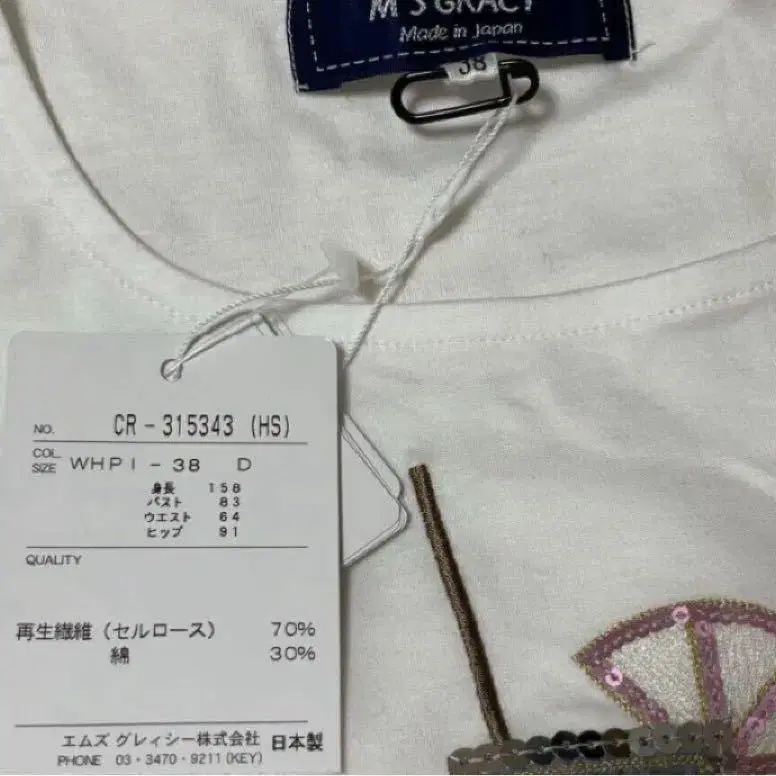 M'S GRACY
Made in Japan
38
NO. CR-315343 (HS)
COL.
SIZE WHPI-38 D
身長 158
バスト 83
ウエスト 64
ヒップ 91
QUALITY
再生繊維(セルロース) 70%
綿 30%
エムズ グレィシー株式会社 日本製
PHONE 03・3470・9211(KEY)